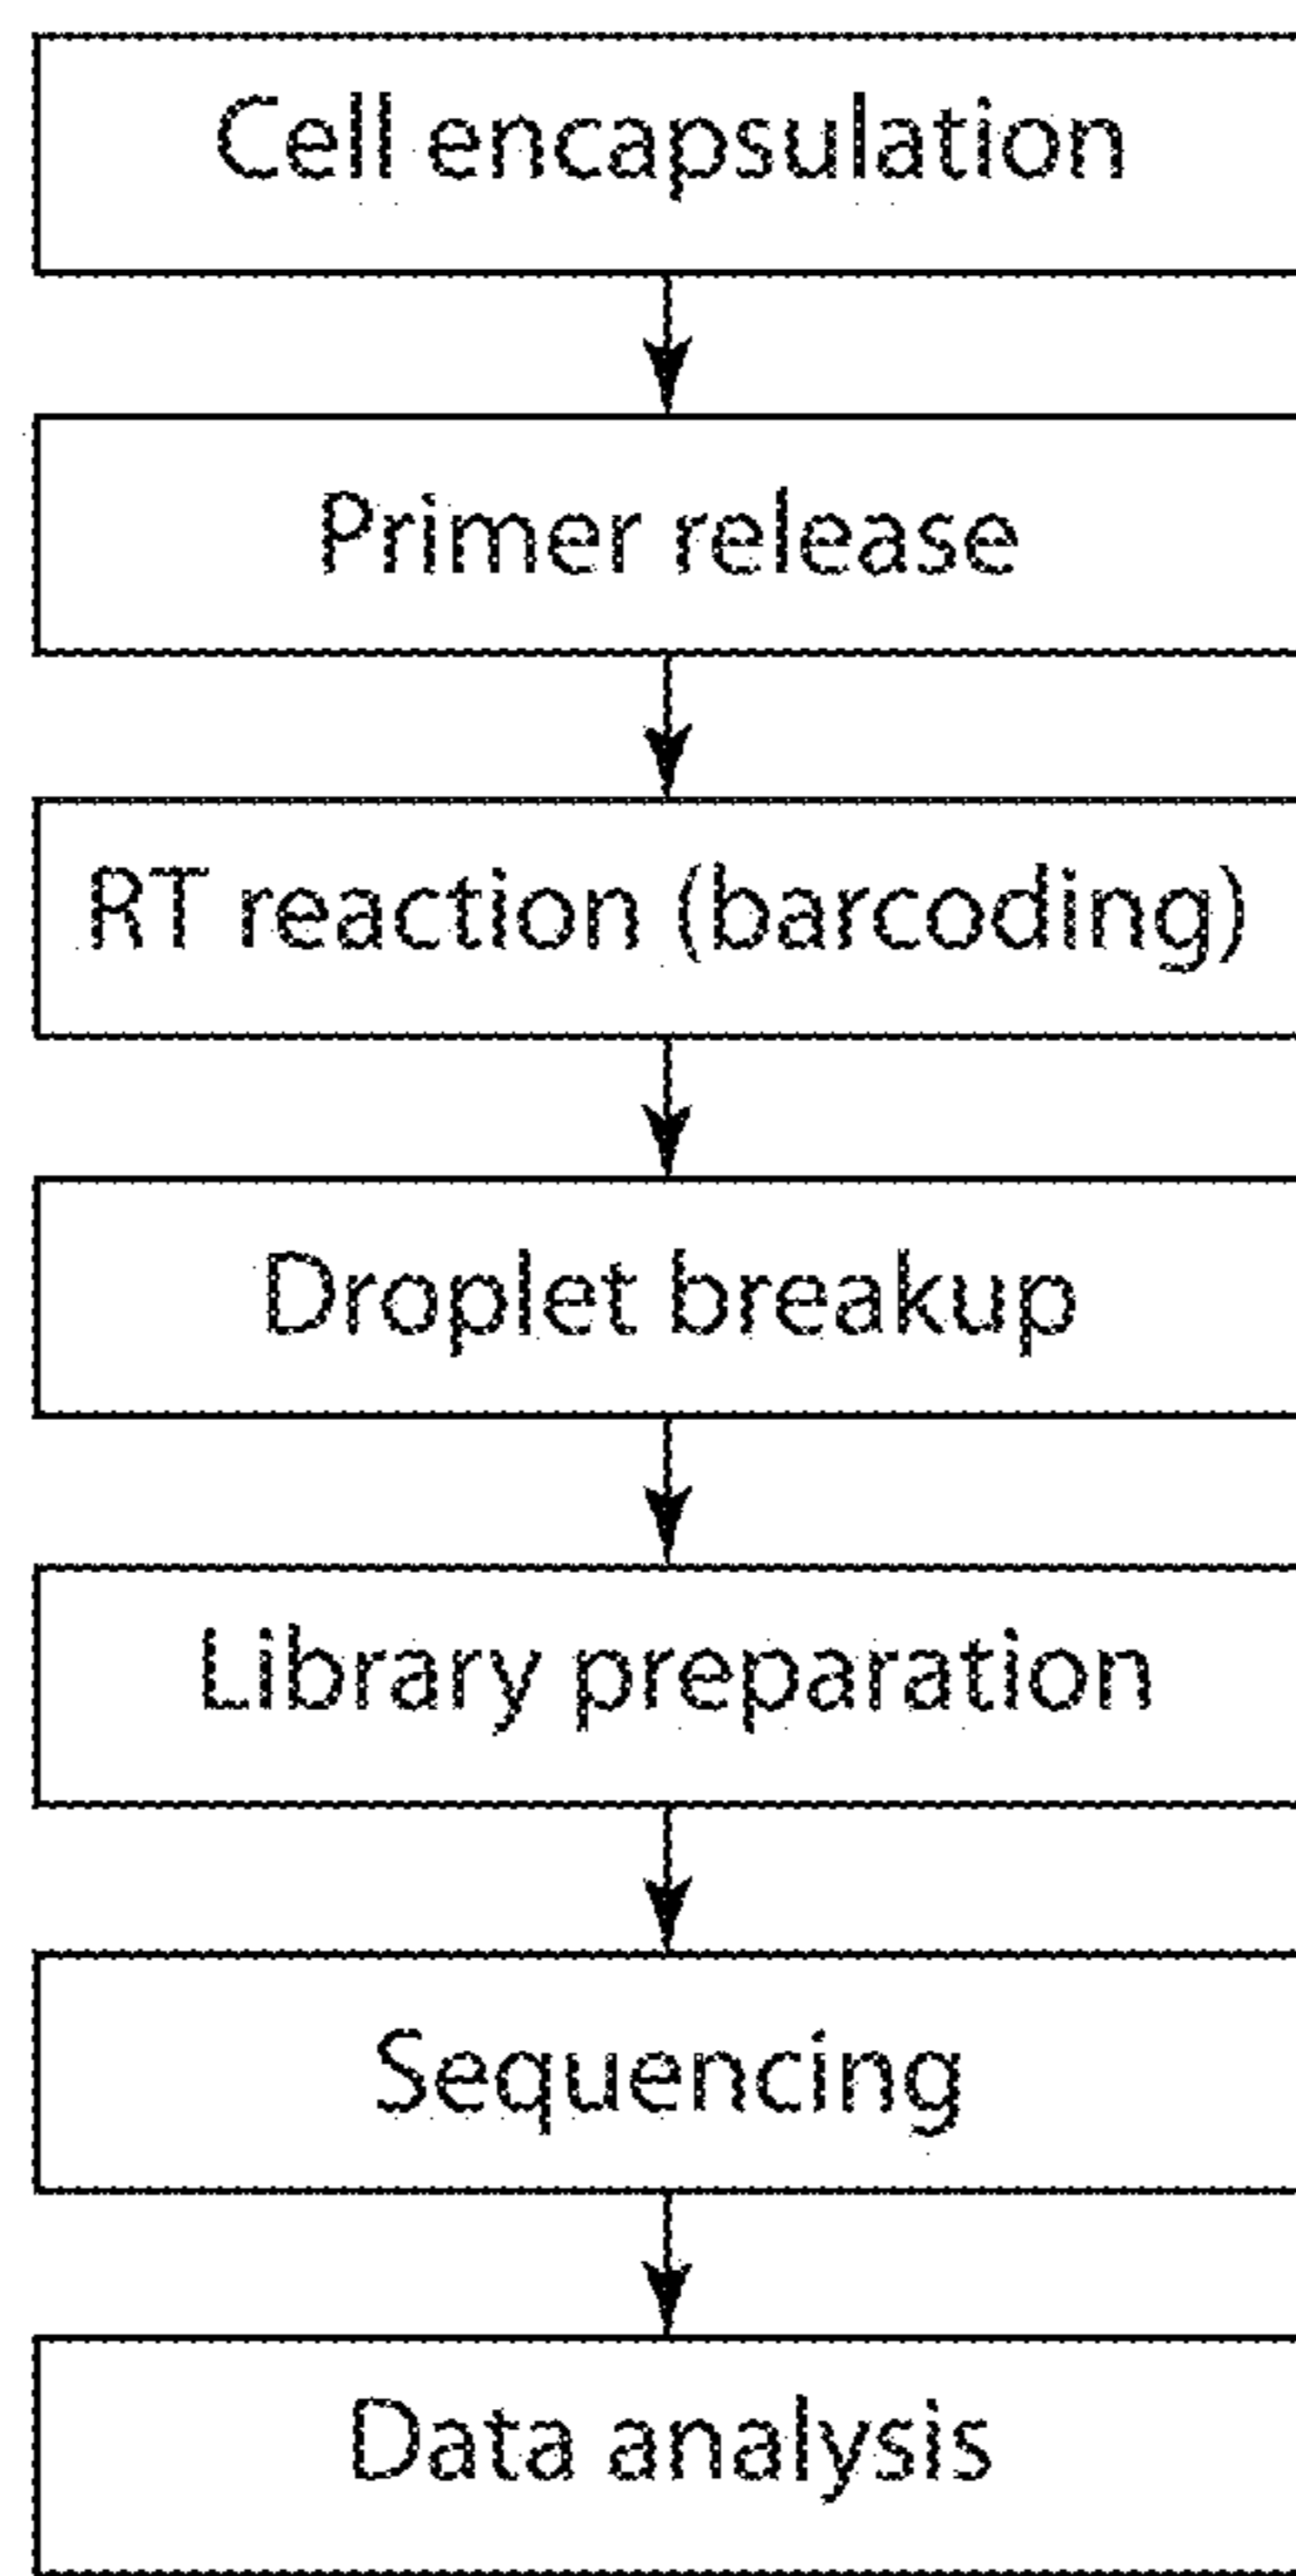 Cell encapsulation
Primer release
RT reaction (barcoding)
Droplet breakup
Library preparation
Sequencing
Data analysis